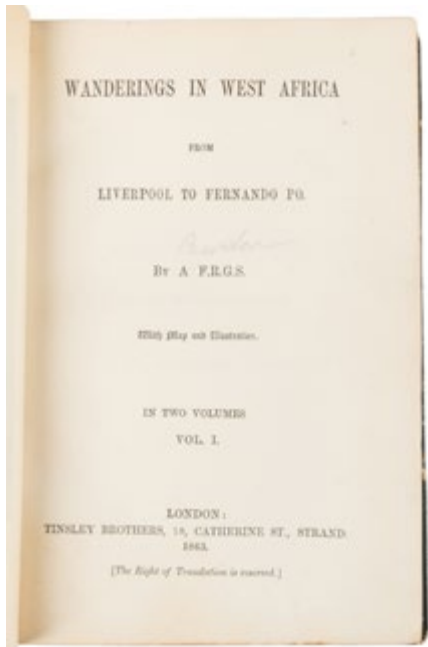 WANDERINGS IN WEST AFRICA
FROM
LIVERPOOL TO FERNANDO PO.
Burton
BY A F.R.G.S.
With Map and Illustration.
IN TWO VOLUMES
VOL. I.
LONDON:
TINSLEY BROTHERS, 18, CATHERINE ST., STRAND
1863.
[The Right of Translation is reserved.]